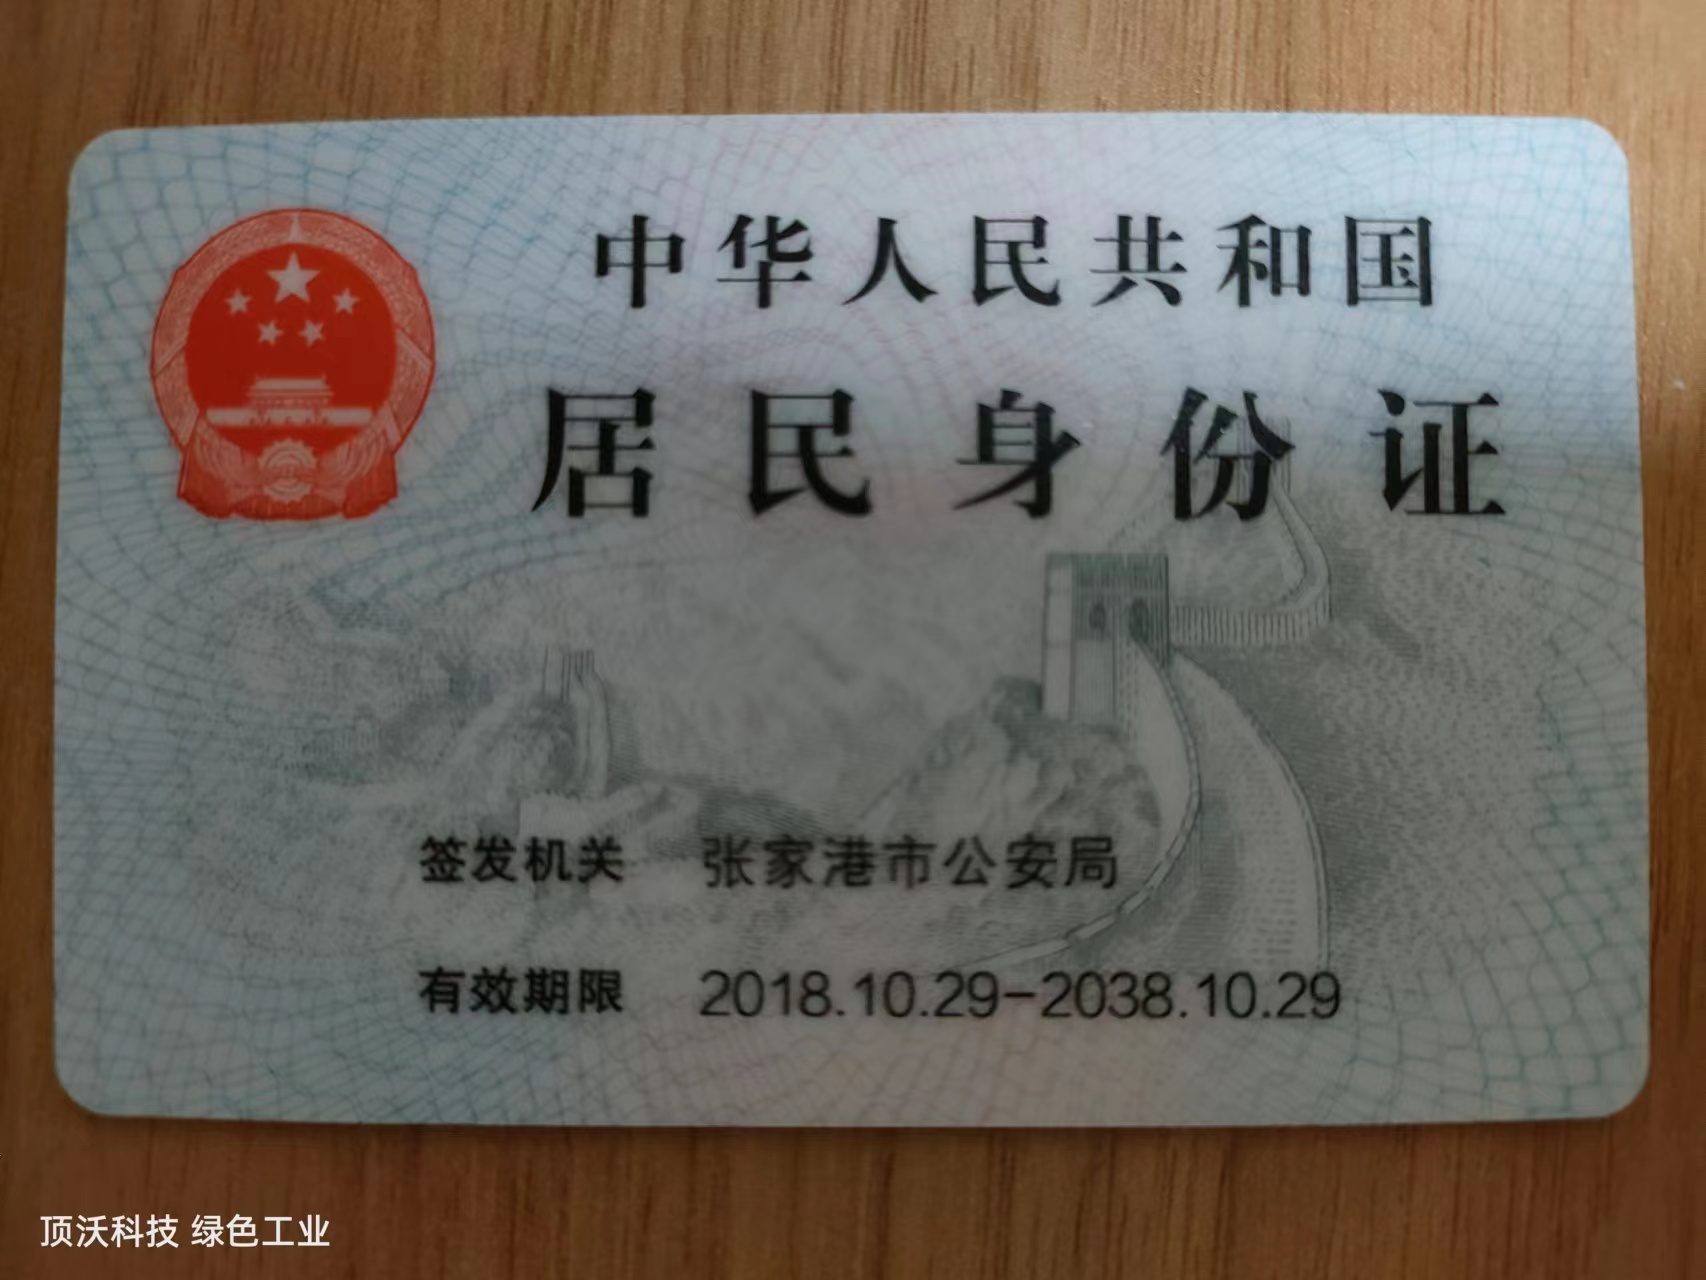 中华人民共和国
居民身份证
签发机关 张家港市公安局
有效期限 2018.10.29-2038.10.29
顶沃科技 绿色工业